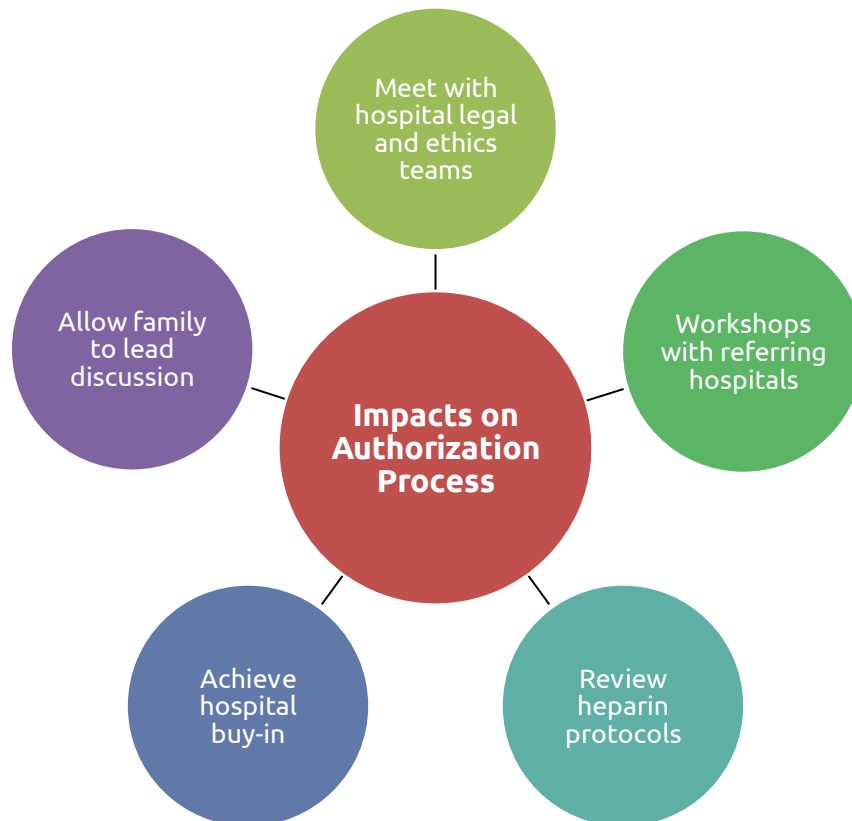 Meet with
hospital legal
and ethics
teams
Allow family
to lead
discussion
Workshops
with referring
hospitals
Impacts on
Authorization
Process
Achieve
hospital
buy-in
Review
heparin
protocols